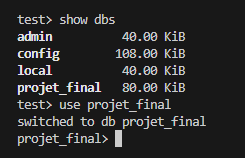 test> show dbs
admin          40.00 KiB
config        108.00 KiB
local          40.00 KiB
projet_final   80.00 KiB
test> use projet_final
switched to db projet_final
projet_final>